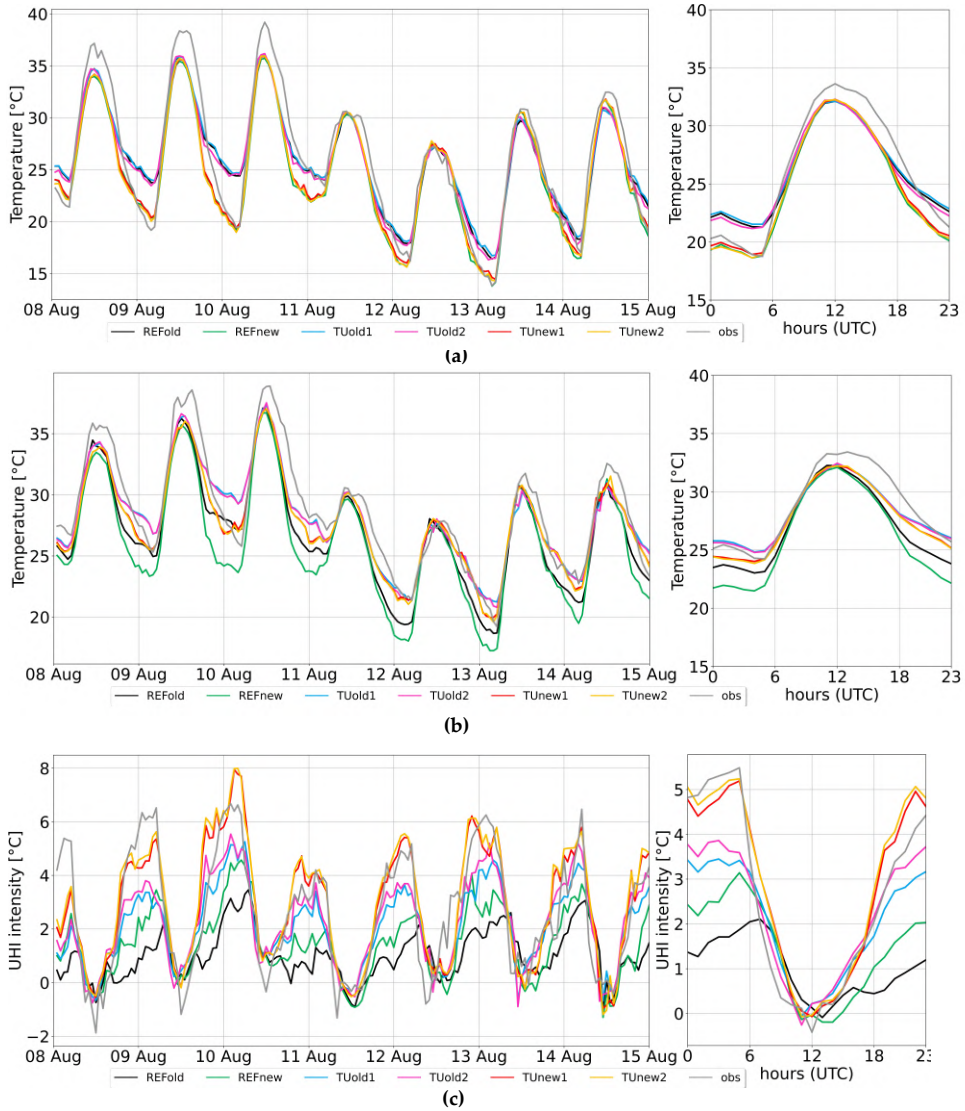 40
35
30
25
20
15
Temperature [°C]
08 Aug 09 Aug 10 Aug 11 Aug 12 Aug 13 Aug 14 Aug 15 Aug
40
35
30
25
20
15
Temperature [°C]
0 6 12 18 23
hours (UTC)
REFold REFnew TUold1 TUold2 TUnew1 TUnew2 obs
(a)
35
30
25
20
Temperature [°C]
08 Aug 09 Aug 10 Aug 11 Aug 12 Aug 13 Aug 14 Aug 15 Aug
40
35
30
25
20
15
Temperature [°C]
0 6 12 18 23
hours (UTC)
REFold REFnew TUold1 TUold2 TUnew1 TUnew2 obs
(b)
8
6
4
2
0
−2
UHI intensity [°C]
08 Aug 09 Aug 10 Aug 11 Aug 12 Aug 13 Aug 14 Aug 15 Aug
5
4
3
2
1
0
UHI intensity [°C]
0 6 12 18 23
hours (UTC)
REFold REFnew TUold1 TUold2 TUnew1 TUnew2 obs
(c)